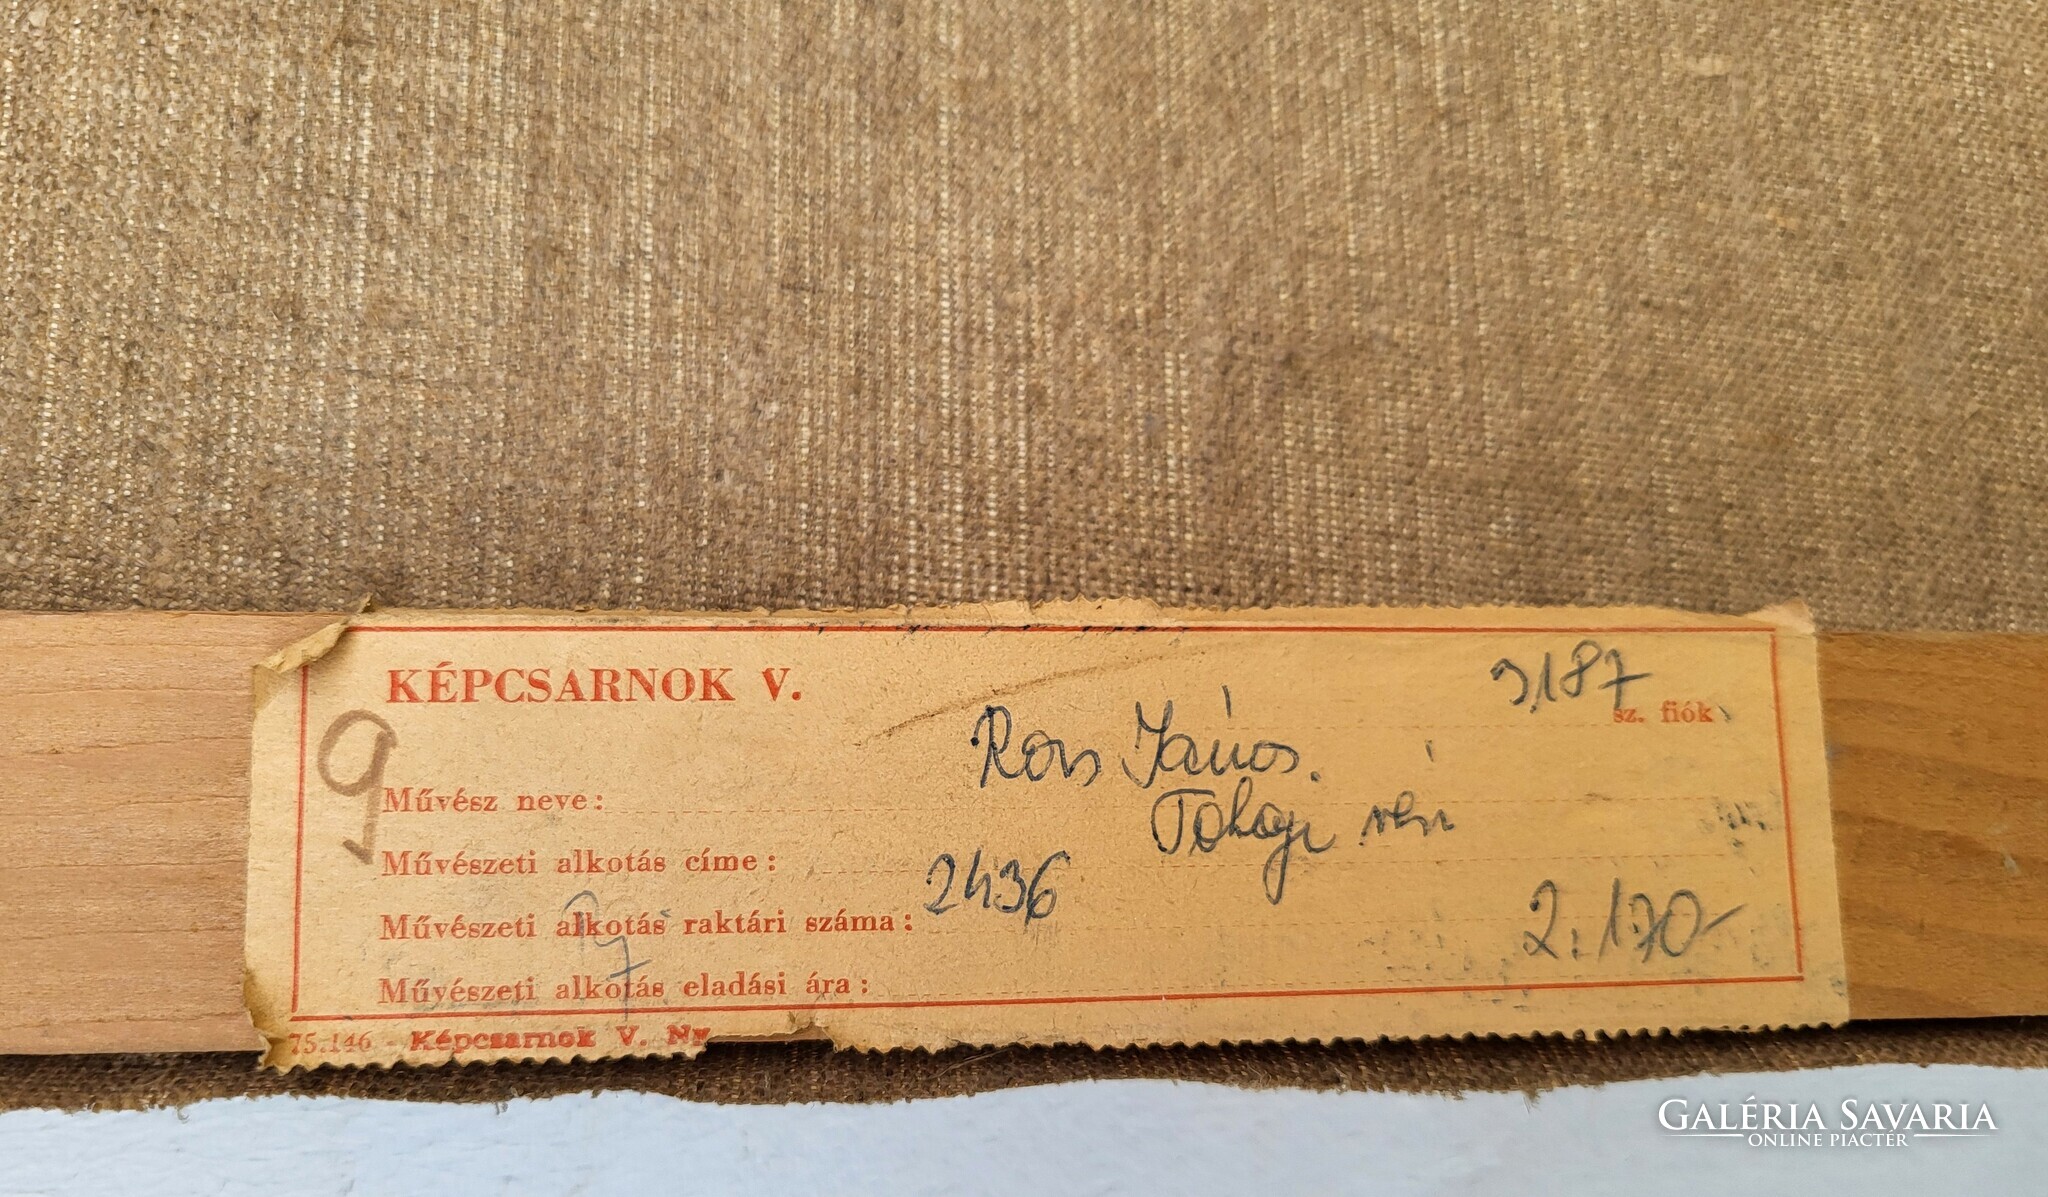 KÉPCSARNOK V.
3187
sz. fiók
9
Művész neve: János.
Művészeti alkotás címe: Tokaji
Művészeti alkotás raktári száma: 2436
Művészeti alkotás eladási ára: 2.170-
75.146 - Képcsarnok V. Ny
GALÉRIA SAVARIA
ONLINE PIACTÉR